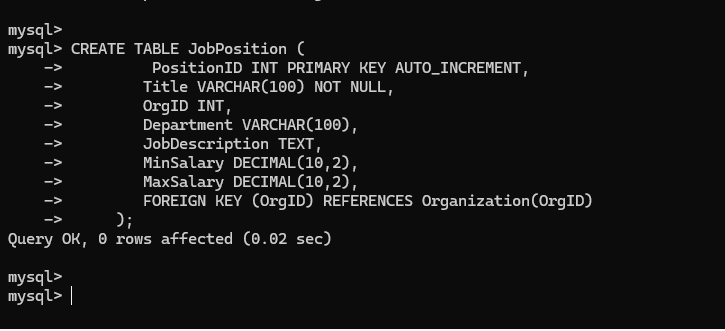 mysql>
mysql> CREATE TABLE JobPosition (
    ->         PositionID INT PRIMARY KEY AUTO_INCREMENT,
    ->        Title VARCHAR(100) NOT NULL,
    ->        OrgID INT,
    ->        Department VARCHAR(100),
    ->        JobDescription TEXT,
    ->        MinSalary DECIMAL(10,2),
    ->        MaxSalary DECIMAL(10,2),
    ->        FOREIGN KEY (OrgID) REFERENCES Organization(OrgID)
    ->     );
Query OK, 0 rows affected (0.02 sec)
mysql>
mysql>